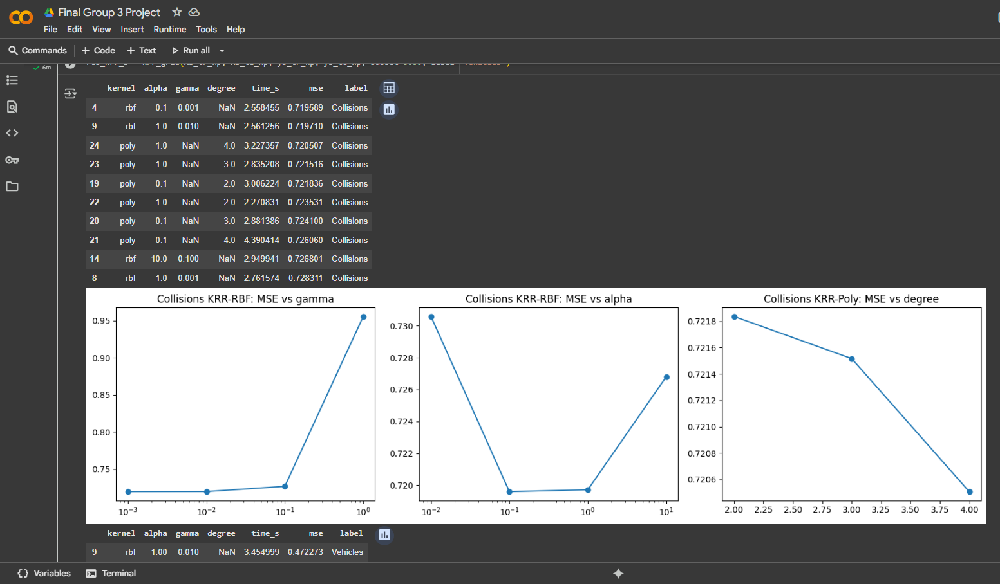 Final Group 3 Project
File Edit View Insert Runtime Tools Help
Commands + Code + Text Run all
6m
kernel alpha gamma degree time_s mse label
4 rbf 0.1 0.001 NaN 2.558455 0.719589 Collisions
9 rbf 1.0 0.010 NaN 2.561256 0.719710 Collisions
24 poly 1.0 NaN 4.0 3.227357 0.720507 Collisions
23 poly 1.0 NaN 3.0 2.835208 0.721516 Collisions
19 poly 0.1 NaN 2.0 3.006224 0.721836 Collisions
22 poly 1.0 NaN 2.0 2.270831 0.723531 Collisions
20 poly 0.1 NaN 3.0 2.881386 0.724100 Collisions
21 poly 0.1 NaN 4.0 4.390414 0.726060 Collisions
14 rbf 10.0 0.100 NaN 2.949941 0.726801 Collisions
8 rbf 1.0 0.001 NaN 2.761574 0.728311 Collisions
Collisions KRR-RBF: MSE vs gamma
0.95
0.90
0.85
0.80
0.75
10⁻³ 10⁻² 10⁻¹ 10⁰
Collisions KRR-RBF: MSE vs alpha
0.730
0.728
0.726
0.724
0.722
0.720
10⁻² 10⁻¹ 10⁰ 10¹
Collisions KRR-Poly: MSE vs degree
0.7218
0.7216
0.7214
0.7212
0.7210
0.7208
0.7206
2.00 2.25 2.50 2.75 3.00 3.25 3.50 3.75 4.00
kernel alpha gamma degree time_s mse label
9 rbf 1.00 0.010 NaN 3.454999 0.472273 Vehicles
Variables Terminal